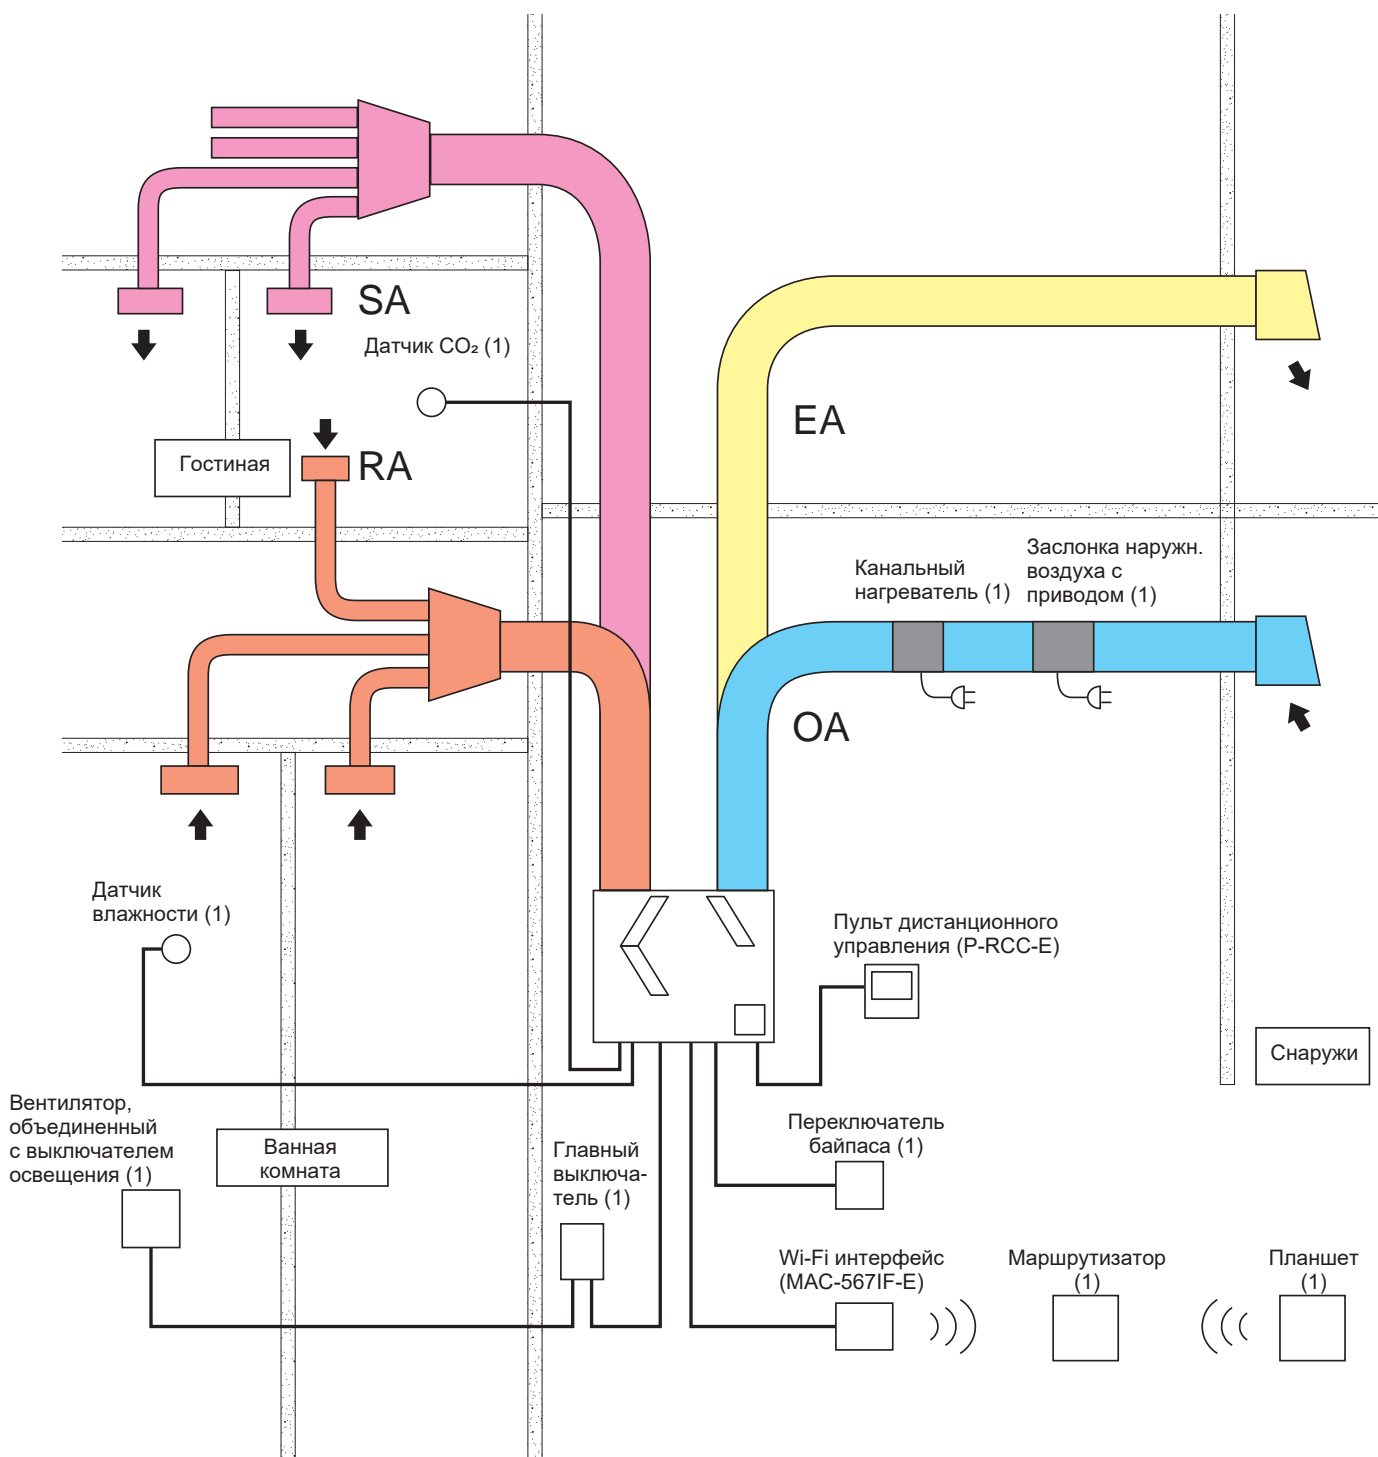 SA
Датчик CO₂ (1)
EA
Гостиная
RA
Канальный
нагреватель (1)
Заслонка наружн.
воздуха с
приводом (1)
OA
Датчик
влажности (1)
Пульт дистанционного
управления (P-RCC-E)
Снаружи
Вентилятор,
объединенный
с выключателем
освещения (1)
Ванная
комната
Главный
выключа-
тель (1)
Переключатель
байпаса (1)
Wi-Fi интерфейс
(MAC-567IF-E)
Маршрутизатор
(1)
Планшет
(1)